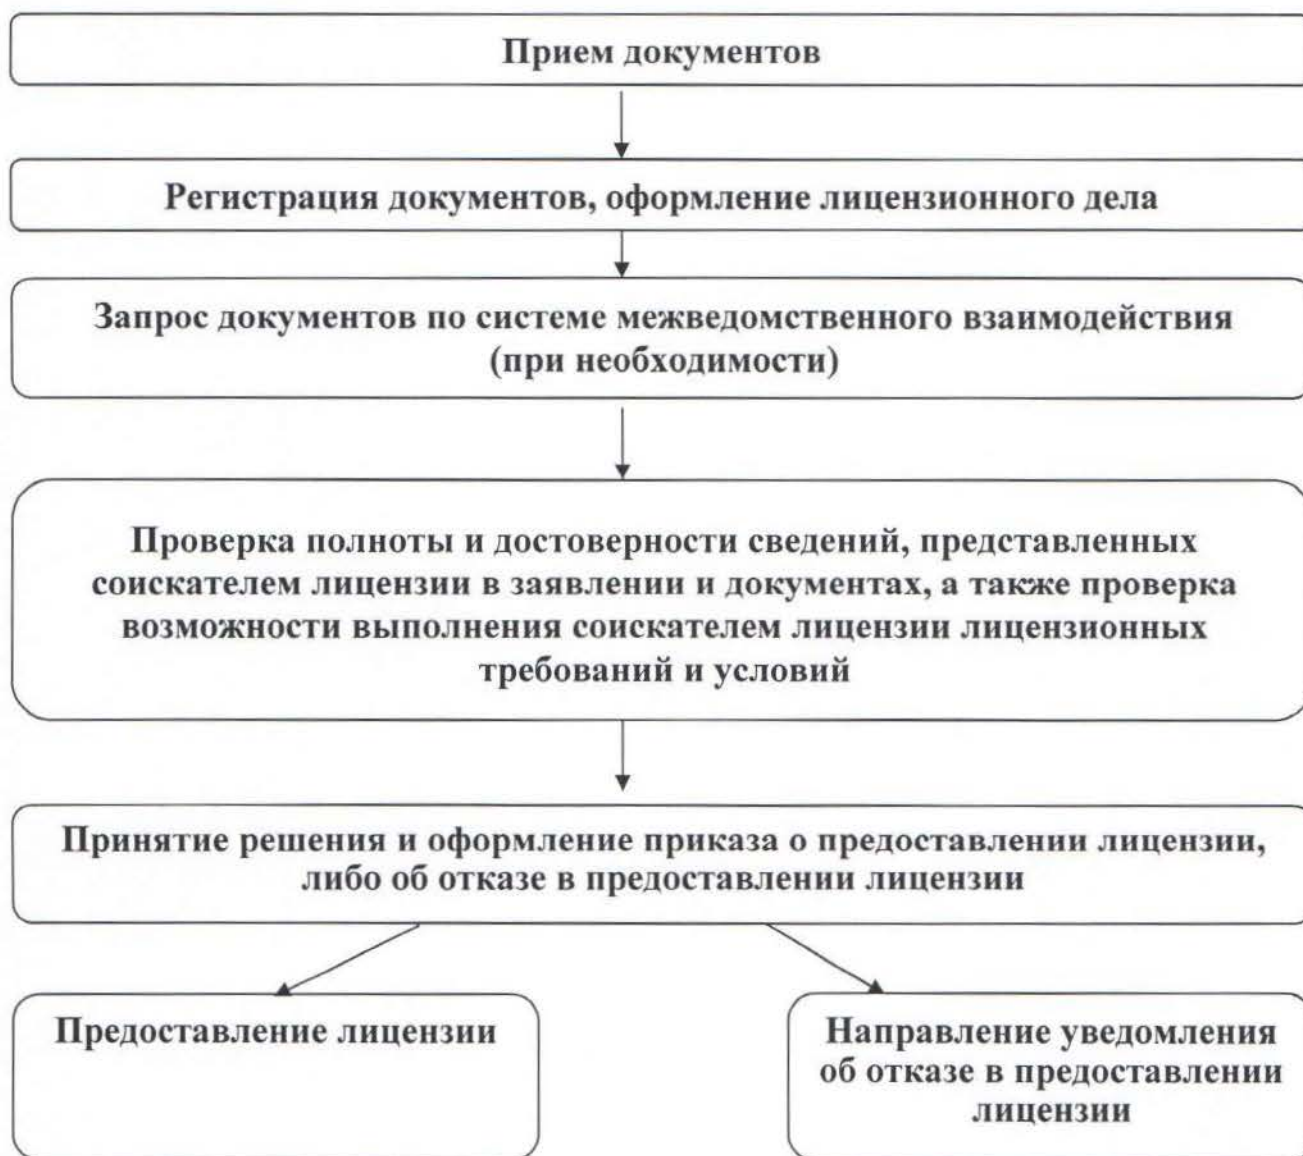 Прием документов
Регистрация документов, оформление лицензионного дела
Запрос документов по системе межведомственного взаимодействия
(при необходимости)
Проверка полноты и достоверности сведений, представленных
соискателем лицензии в заявлении и документах, а также проверка
возможности выполнения соискателем лицензии лицензионных
требований и условий
Принятие решения и оформление приказа о предоставлении лицензии,
либо об отказе в предоставлении лицензии
Предоставление лицензии
Направление уведомления
об отказе в предоставлении
лицензии